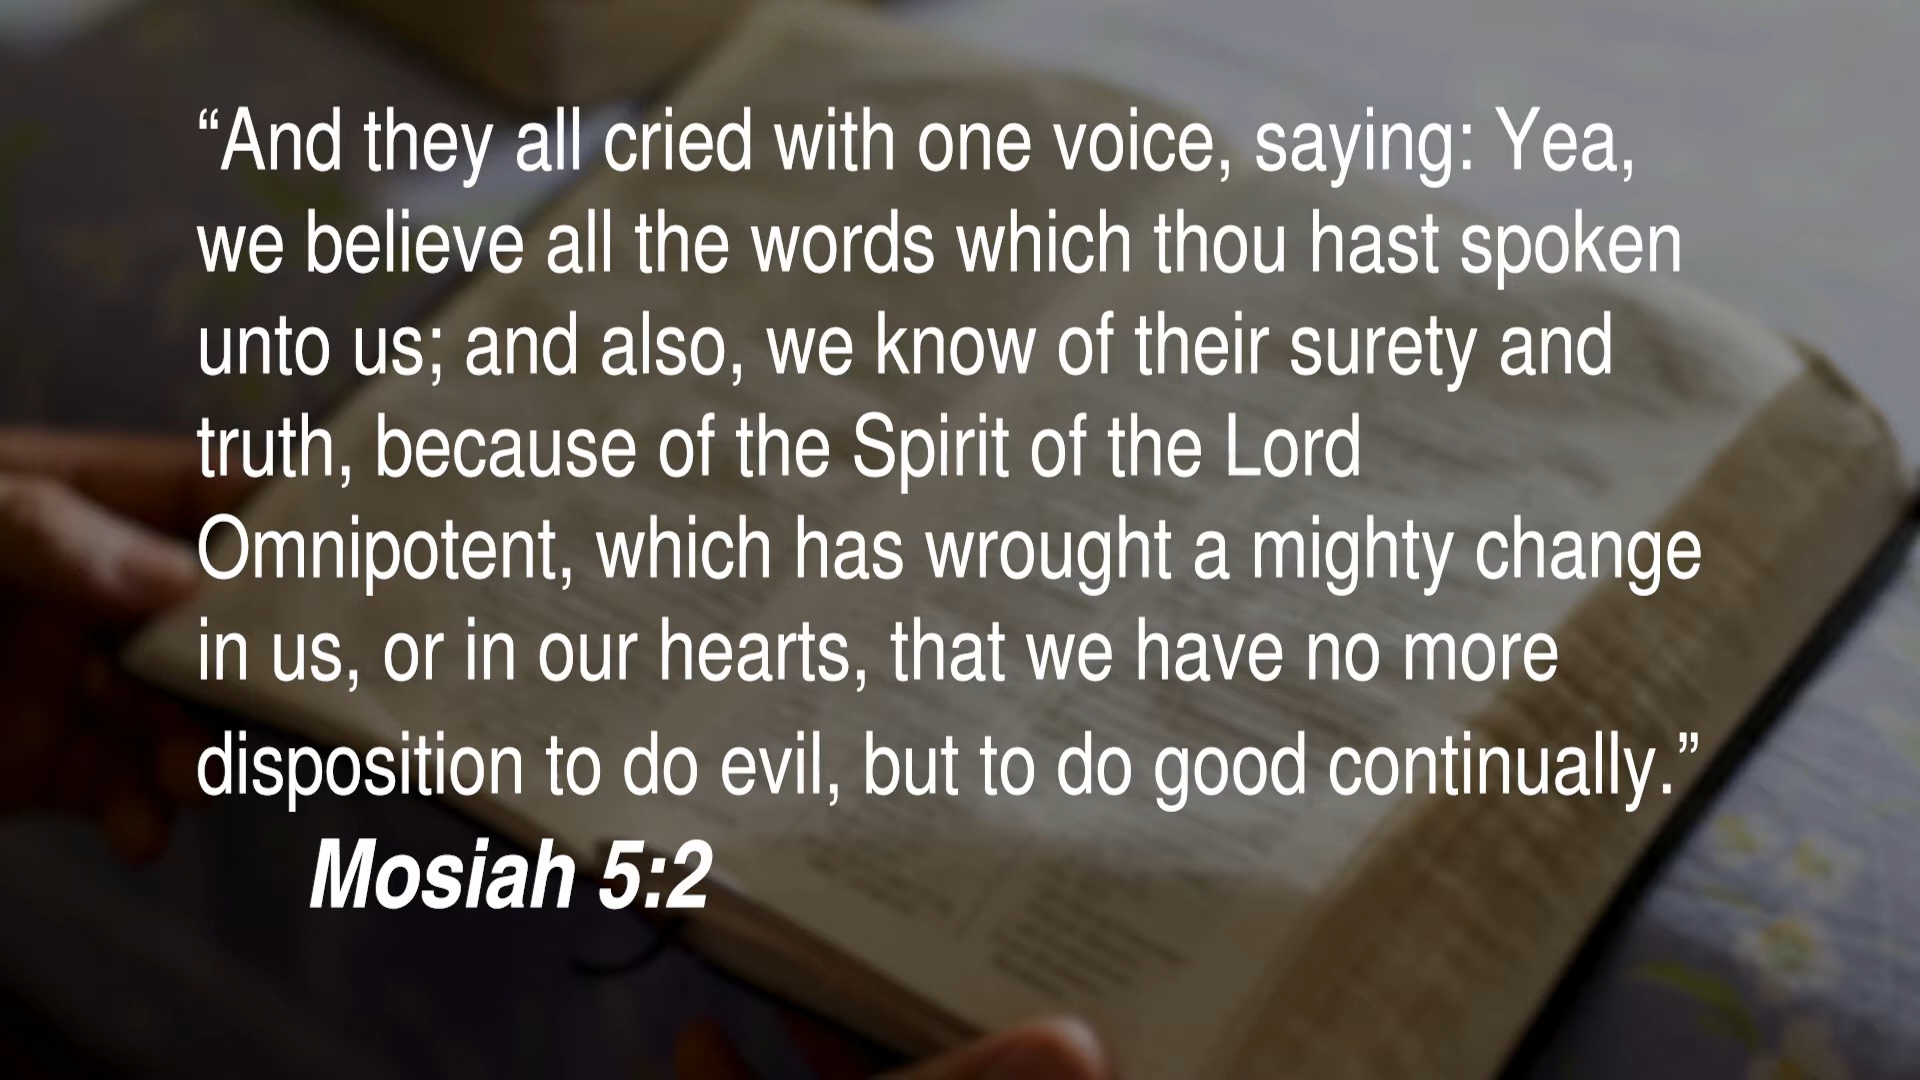 “And they all cried with one voice, saying: Yea,
we believe all the words which thou hast spoken
unto us; and also, we know of their surety and
truth, because of the Spirit of the Lord
Omnipotent, which has wrought a mighty change
in us, or in our hearts, that we have no more
disposition to do evil, but to do good continually.”
Mosiah 5:2